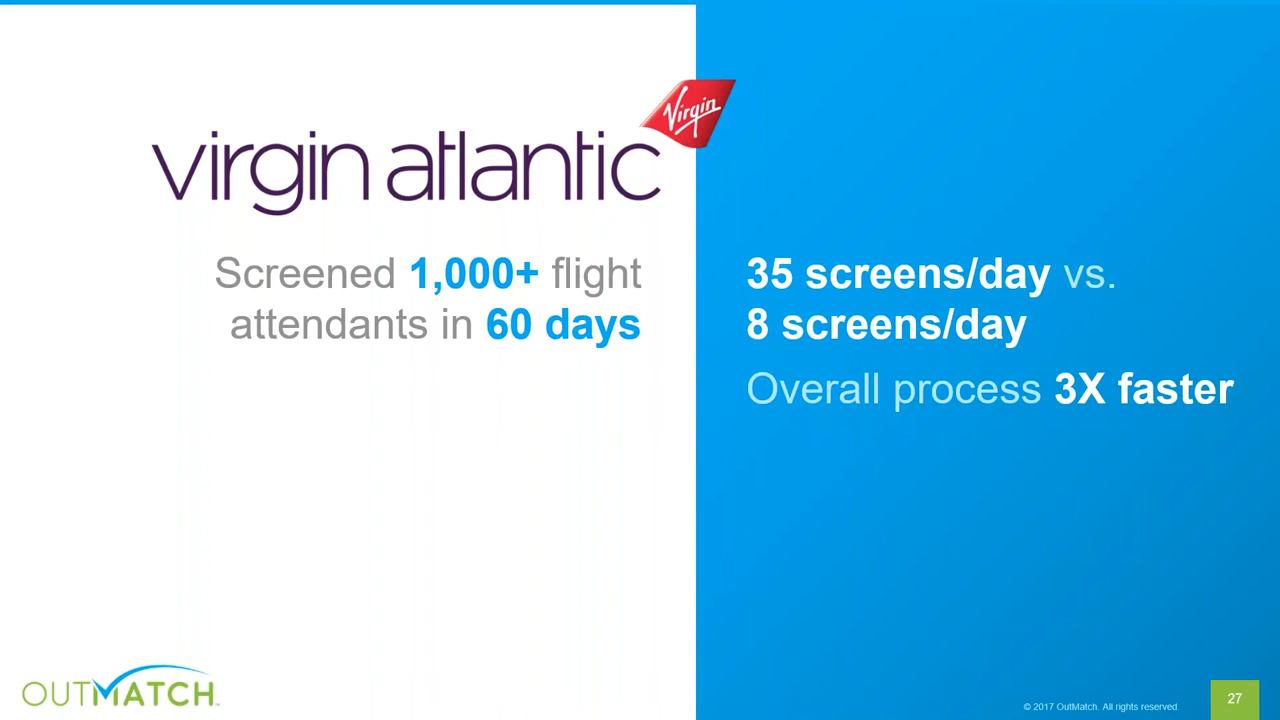 Virgin
virgin atlantic
Screened 1,000+ flight
attendants in 60 days
35 screens/day vs.
8 screens/day
Overall process 3X faster
OUTMATCH™
© 2017 OutMatch. All rights reserved.
27